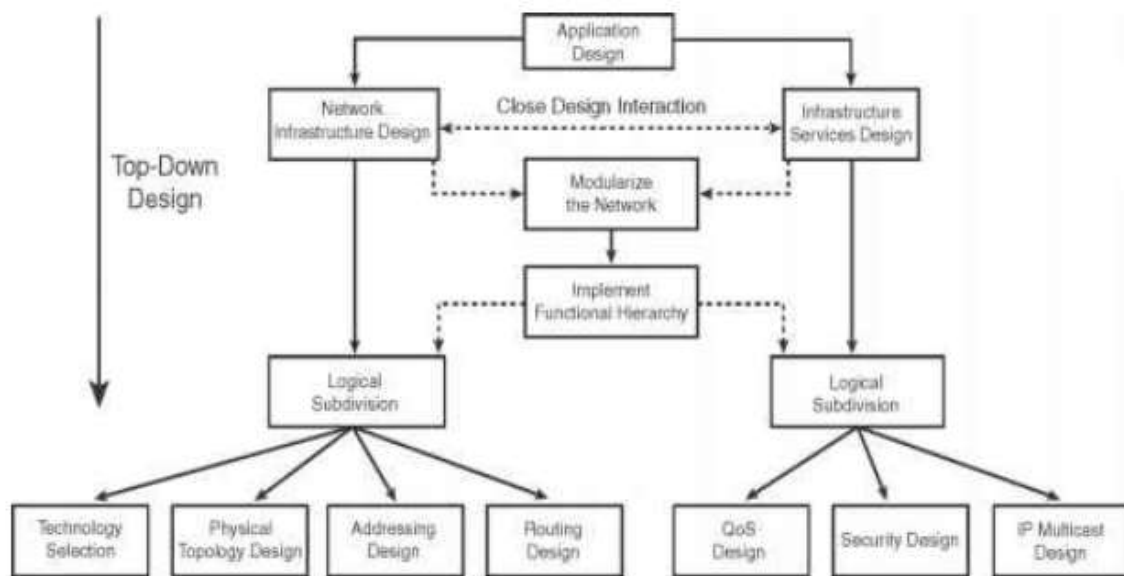 Application
Design
Network
Infrastructure Design
Close Design Interaction
Infrastructure
Services Design
Top-Down
Design
Modularize
the Network
Implement
Functional Hierarchy
Logical
Subdivision
Logical
Subdivision
Technology
Selection
Physical
Topology Design
Addressing
Design
Routing
Design
QoS
Design
Security Design
IP Multicast
Design